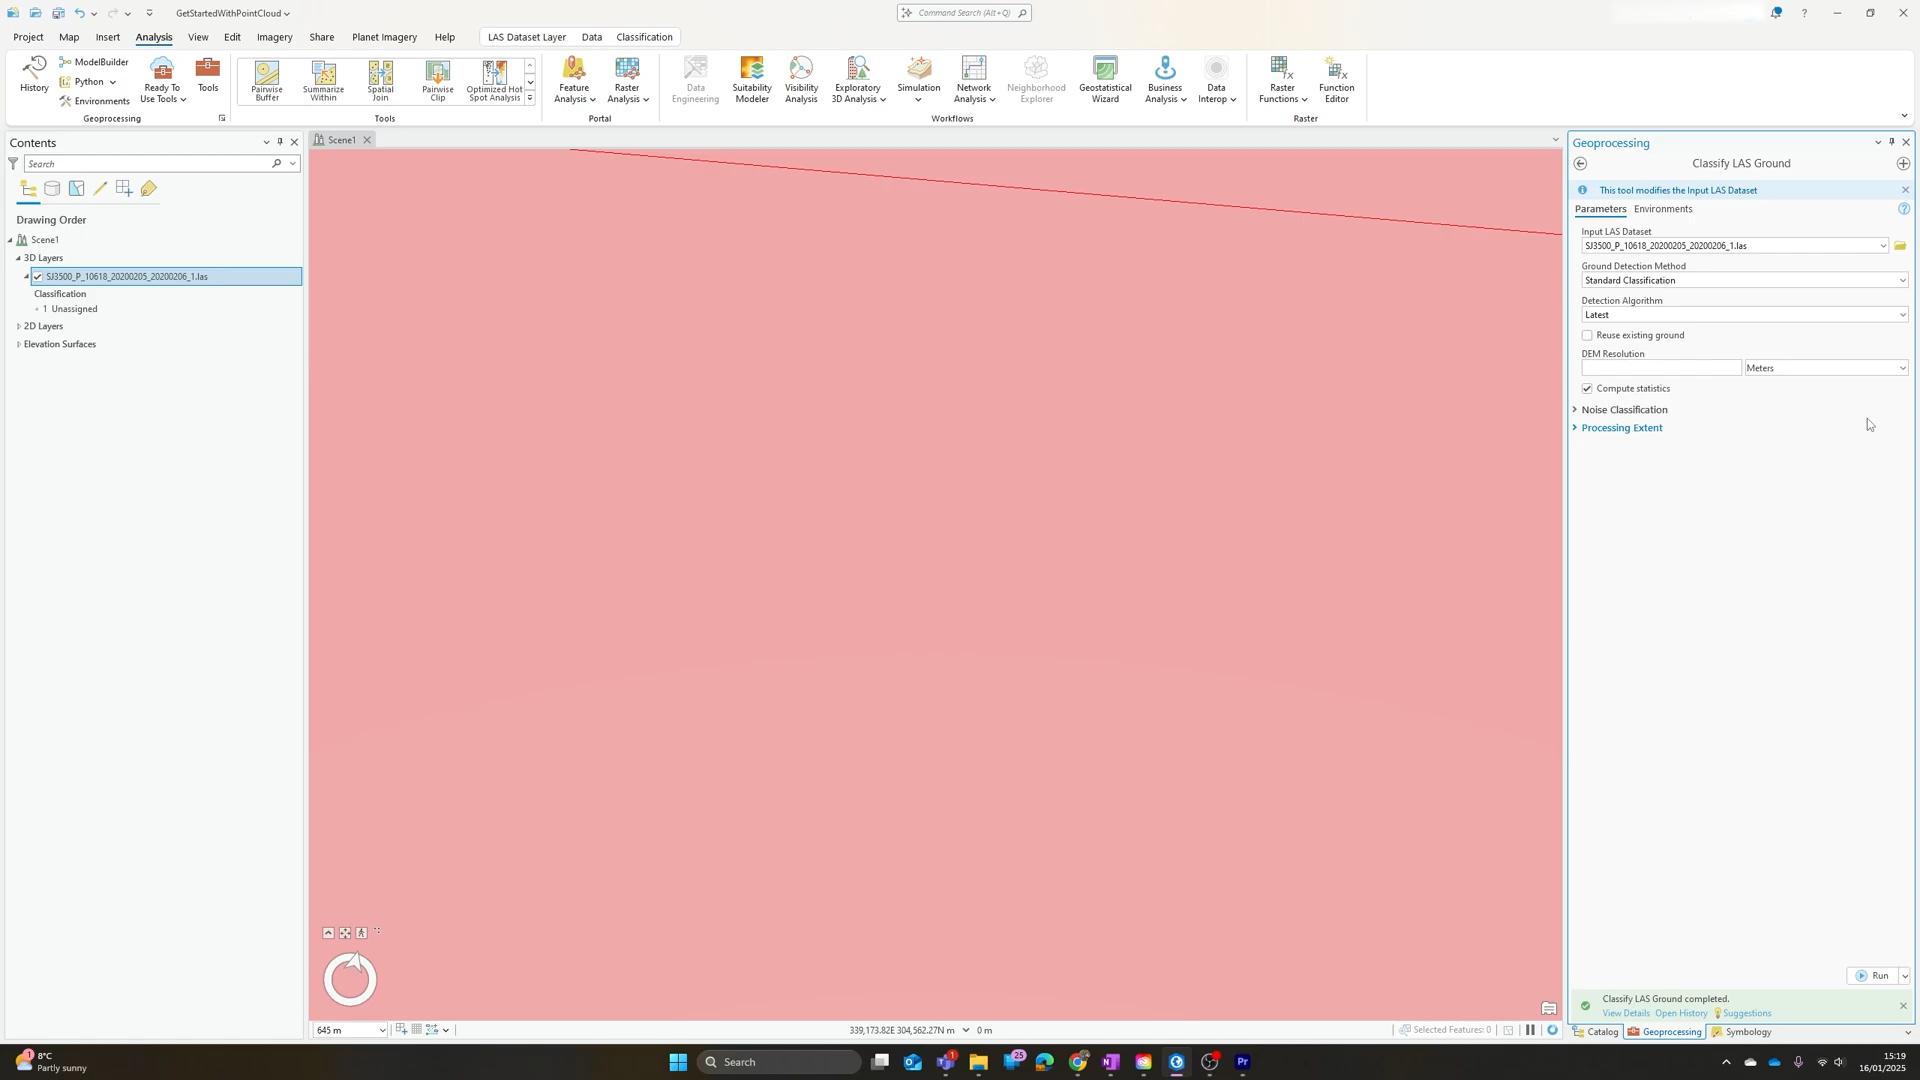 GetStartedWithPointCloud
Command Search (Alt+Q)
Project Map Insert Analysis View Edit Imagery Share Planet Imagery Help LAS Dataset Layer Data Classification
History
ModelBuilder
Python
Environments
Ready To Use Tools
Tools
Pairwise Buffer
Summarize Within
Spatial Join
Pairwise Clip
Optimized Hot Spot Analysis
Feature Analysis
Raster Analysis
Data Engineering
Suitability Modeler
Visibility Analysis
Exploratory 3D Analysis
Simulation
Network Analysis
Neighborhood Explorer
Geostatistical Wizard
Business Analysis
Data Interop
Raster Functions
Function Editor
Geoprocessing Tools Portal Workflows Raster
Contents
Search
Drawing Order
Scene1
3D Layers
SJ3500_P_10618_20200205_20200206_1.las
Classification
1 Unassigned
2D Layers
Elevation Surfaces
Scene1
645 m
339,173.82E 304,562.27N m
0 m
Selected Features: 0
Geoprocessing
Classify LAS Ground
This tool modifies the Input LAS Dataset
Parameters Environments
Input LAS Dataset
SJ3500_P_10618_20200205_20200206_1.las
Ground Detection Method
Standard Classification
Detection Algorithm
Latest
Reuse existing ground
DEM Resolution
Meters
Compute statistics
Noise Classification
Processing Extent
Run
Classify LAS Ground completed.
View Details Open History Suggestions
Catalog Geoprocessing Symbology
1
8°C
Partly sunny
Search
1
25
Pr
15:19
16/01/2025